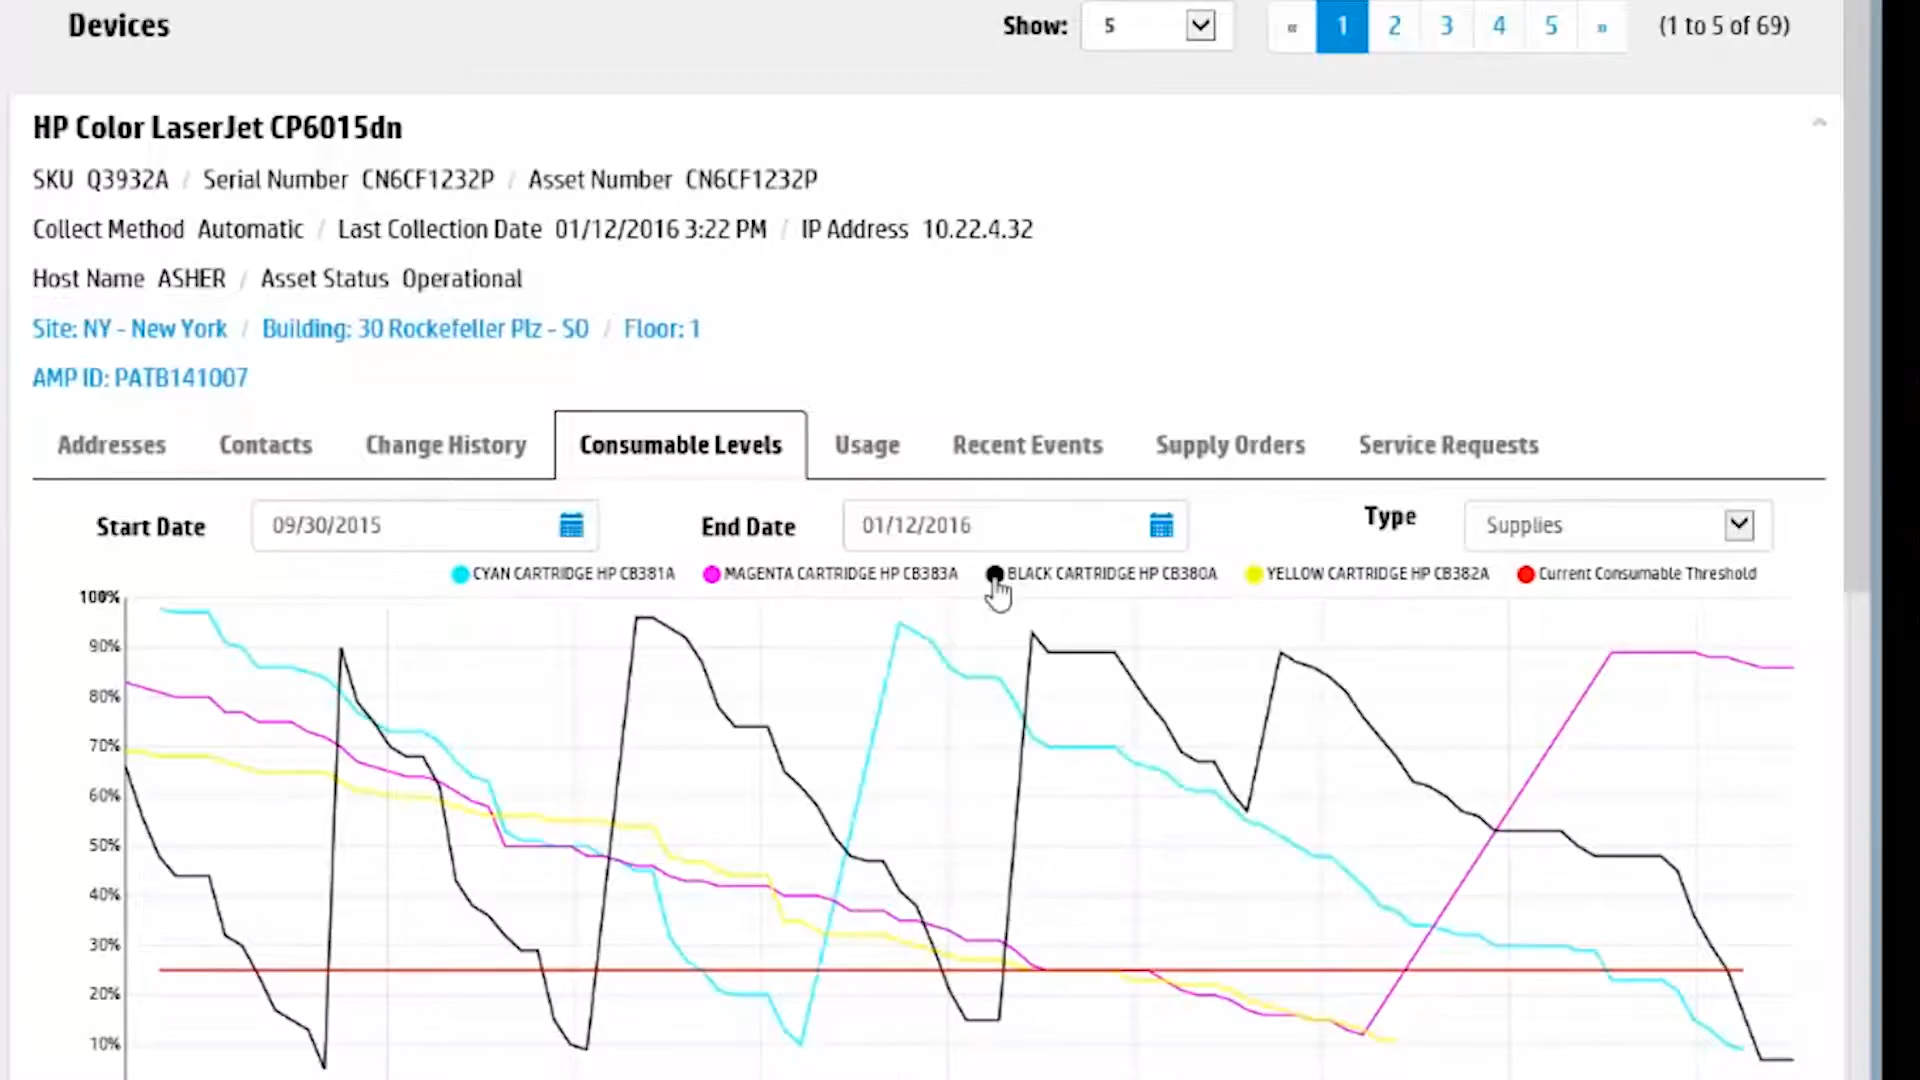 Devices
Show: 5 « 1 2 3 4 5 » (1 to 5 of 69)
HP Color LaserJet CP6015dn
SKU Q3932A / Serial Number CN6CF1232P / Asset Number CN6CF1232P
Collect Method Automatic / Last Collection Date 01/12/2016 3:22 PM / IP Address 10.22.4.32
Host Name ASHER / Asset Status Operational
Site: NY - New York / Building: 30 Rockefeller Plz - SO / Floor: 1
AMP ID: PATB141007
Addresses Contacts Change History Consumable Levels Usage Recent Events Supply Orders Service Requests
Start Date 09/30/2015 End Date 01/12/2016 Type Supplies
CYAN CARTRIDGE HP CB381A MAGENTA CARTRIDGE HP CB383A BLACK CARTRIDGE HP CB380A YELLOW CARTRIDGE HP CB382A Current Consumable Threshold
100%
90%
80%
70%
60%
50%
40%
30%
20%
10%